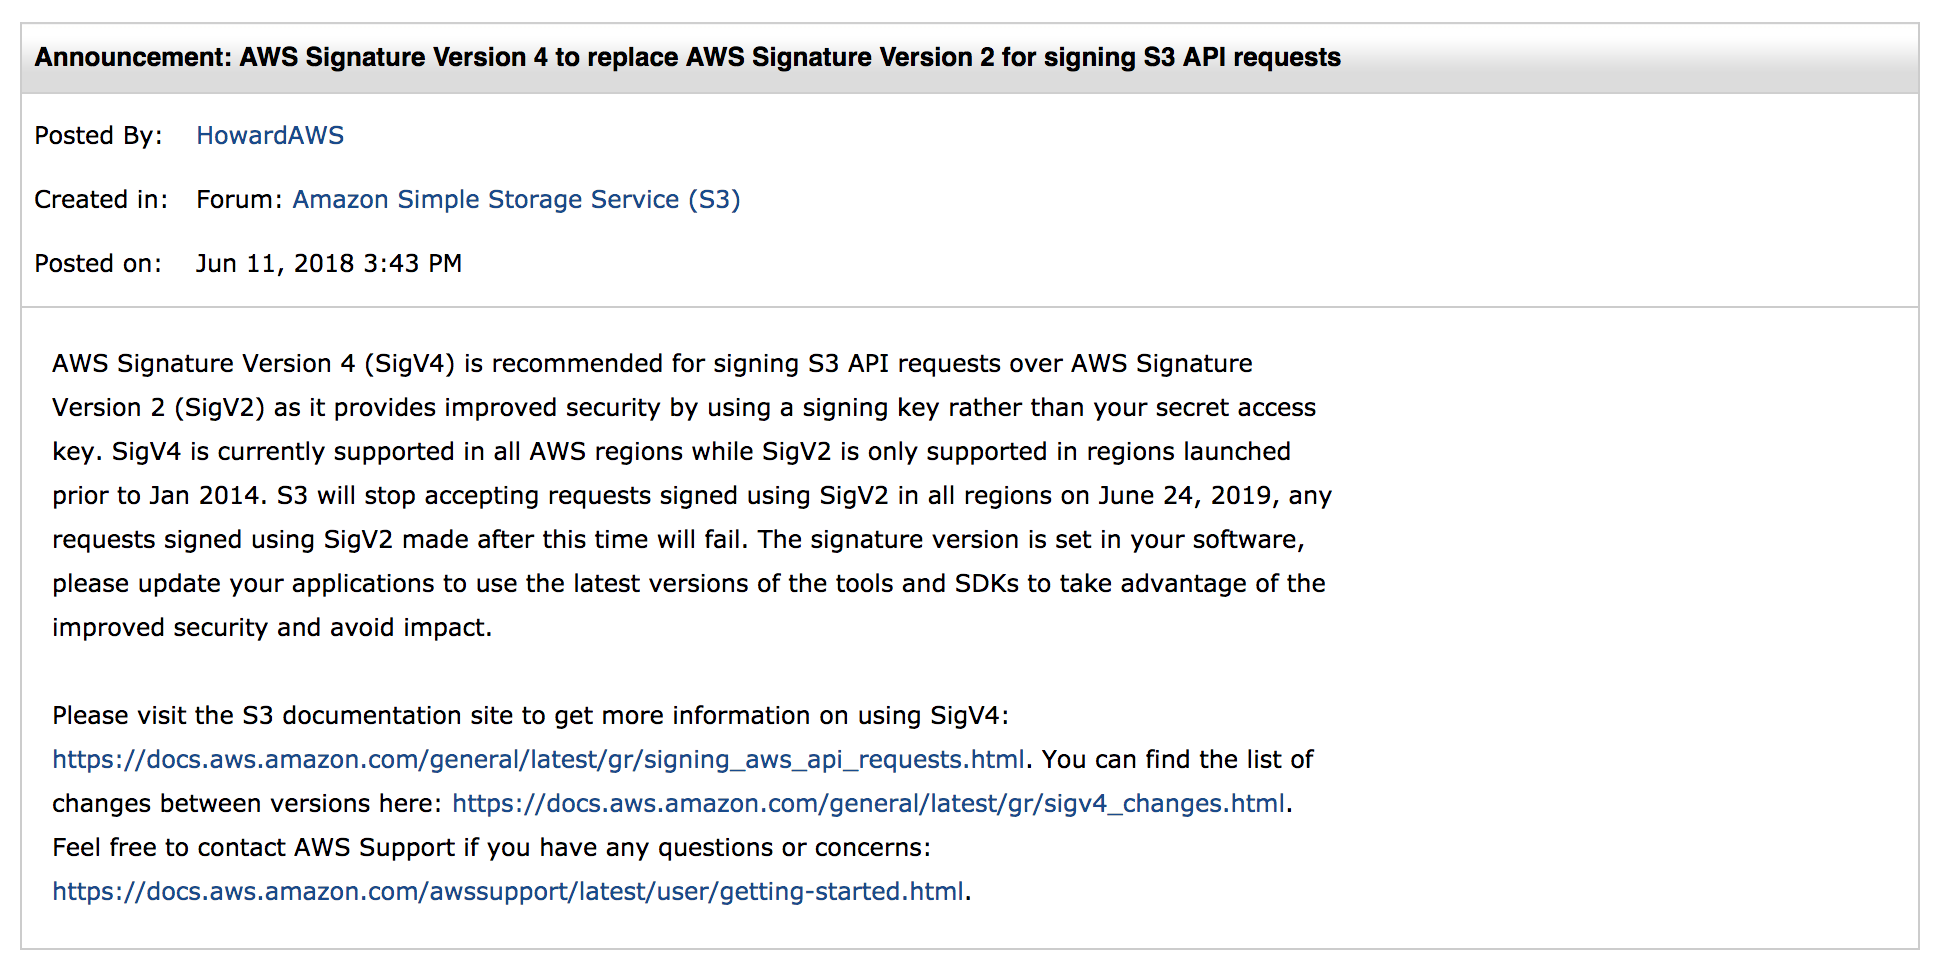 Announcement: AWS Signature Version 4 to replace AWS Signature Version 2 for signing S3 API requests
Posted By: HowardAWS
Created in: Forum: Amazon Simple Storage Service (S3)
Posted on: Jun 11, 2018 3:43 PM
AWS Signature Version 4 (SigV4) is recommended for signing S3 API requests over AWS Signature
Version 2 (SigV2) as it provides improved security by using a signing key rather than your secret access
key. SigV4 is currently supported in all AWS regions while SigV2 is only supported in regions launched
prior to Jan 2014. S3 will stop accepting requests signed using SigV2 in all regions on June 24, 2019, any
requests signed using SigV2 made after this time will fail. The signature version is set in your software,
please update your applications to use the latest versions of the tools and SDKs to take advantage of the
improved security and avoid impact.
Please visit the S3 documentation site to get more information on using SigV4:
https://docs.aws.amazon.com/general/latest/gr/signing_aws_api_requests.html. You can find the list of
changes between versions here: https://docs.aws.amazon.com/general/latest/gr/sigv4_changes.html.
Feel free to contact AWS Support if you have any questions or concerns:
https://docs.aws.amazon.com/awssupport/latest/user/getting-started.html.